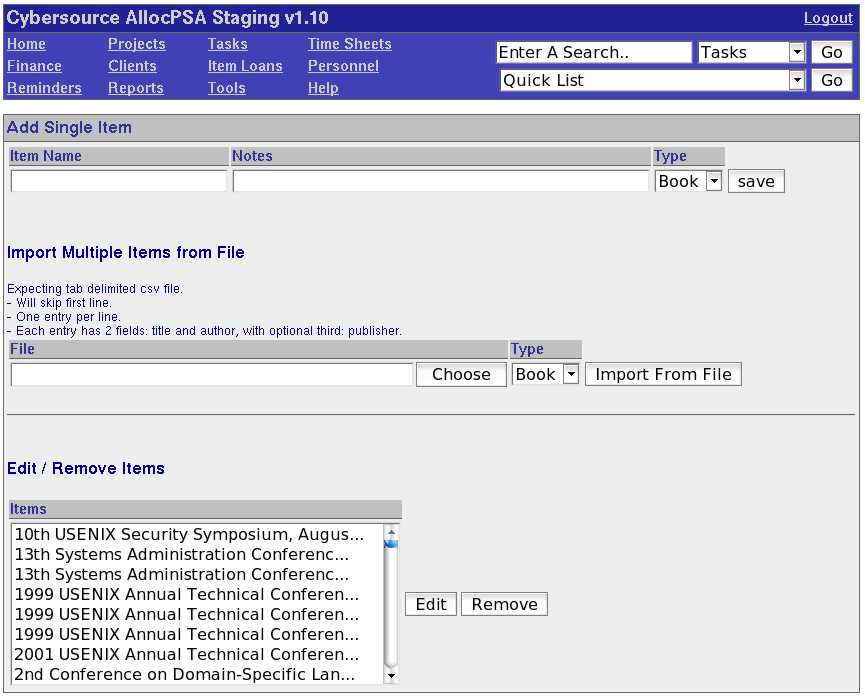 Cybersource AllocPSA Staging v1.10 Logout
Home Projects Tasks Time Sheets
Finance Clients Item Loans Personnel
Reminders Reports Tools Help
Enter A Search.. Tasks Go
Quick List Go
Add Single Item
Item Name Notes Type
Book save
Import Multiple Items from File
Expecting tab delimited csv file.
- Will skip first line.
- One entry per line.
- Each entry has 2 fields: title and author, with optional third: publisher.
File Type
Choose Book Import From File
Edit / Remove Items
Items
10th USENIX Security Symposium, Augus...
13th Systems Administration Conferenc...
13th Systems Administration Conferenc...
1999 USENIX Annual Technical Conferen...
1999 USENIX Annual Technical Conferen...
1999 USENIX Annual Technical Conferen...
2001 USENIX Annual Technical Conferen...
2nd Conference on Domain-Specific Lan...
Edit Remove